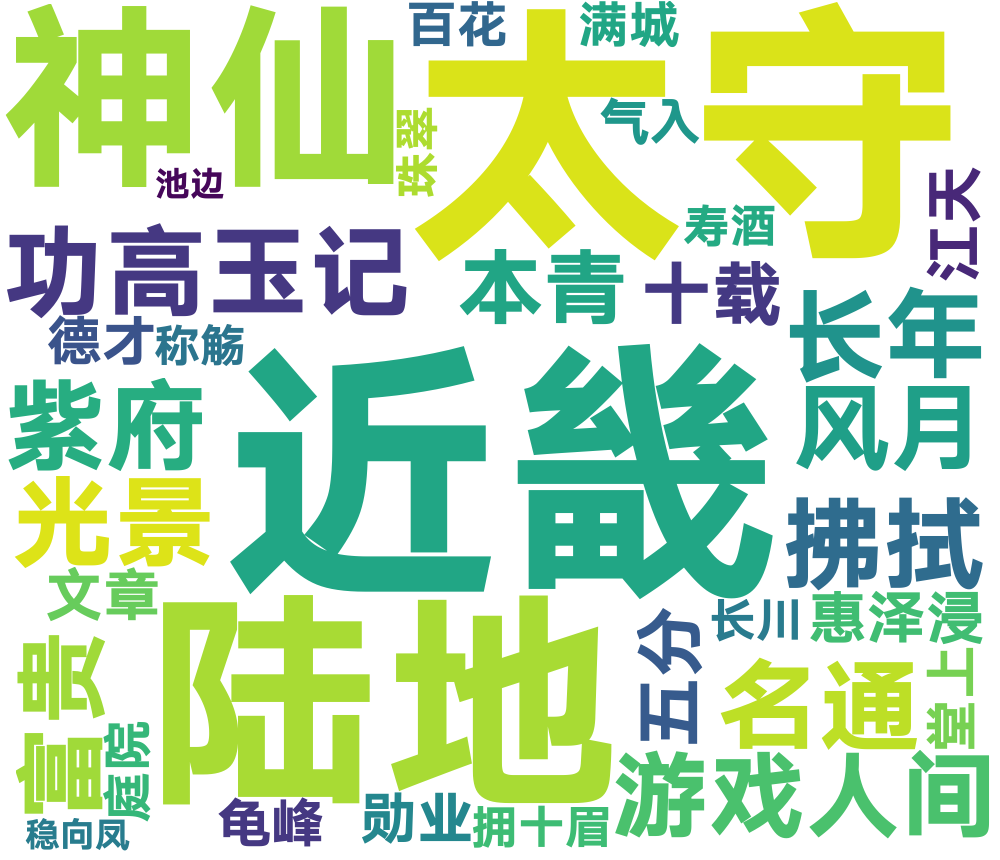 神仙
太守
百花
满城
气入
珠翠
池边
寿酒
江天
功高玉记
本青
十载
长年
德才
称觞
紫府
近畿
风月
光景
拂拭
文章
陆地
五分
长川
惠泽浸
富贵
名通
堂上
庭院
游戏人间
龟峰
勋业
拥十眉
稳向凤